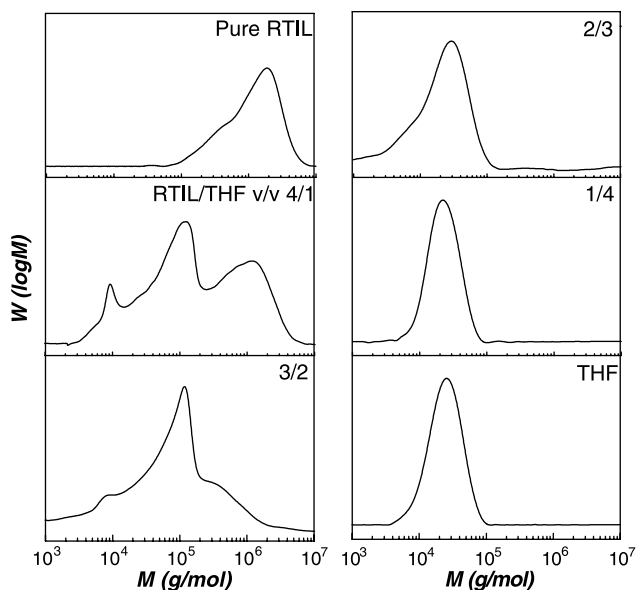 Pure RTIL
2/3
RTIL/THF v/v 4/1
1/4
W (logM)
3/2
THF
10³ 10⁴ 10⁵ 10⁶ 10⁷
10³ 10⁴ 10⁵ 10⁶ 10⁷
M (g/mol)
M (g/mol)